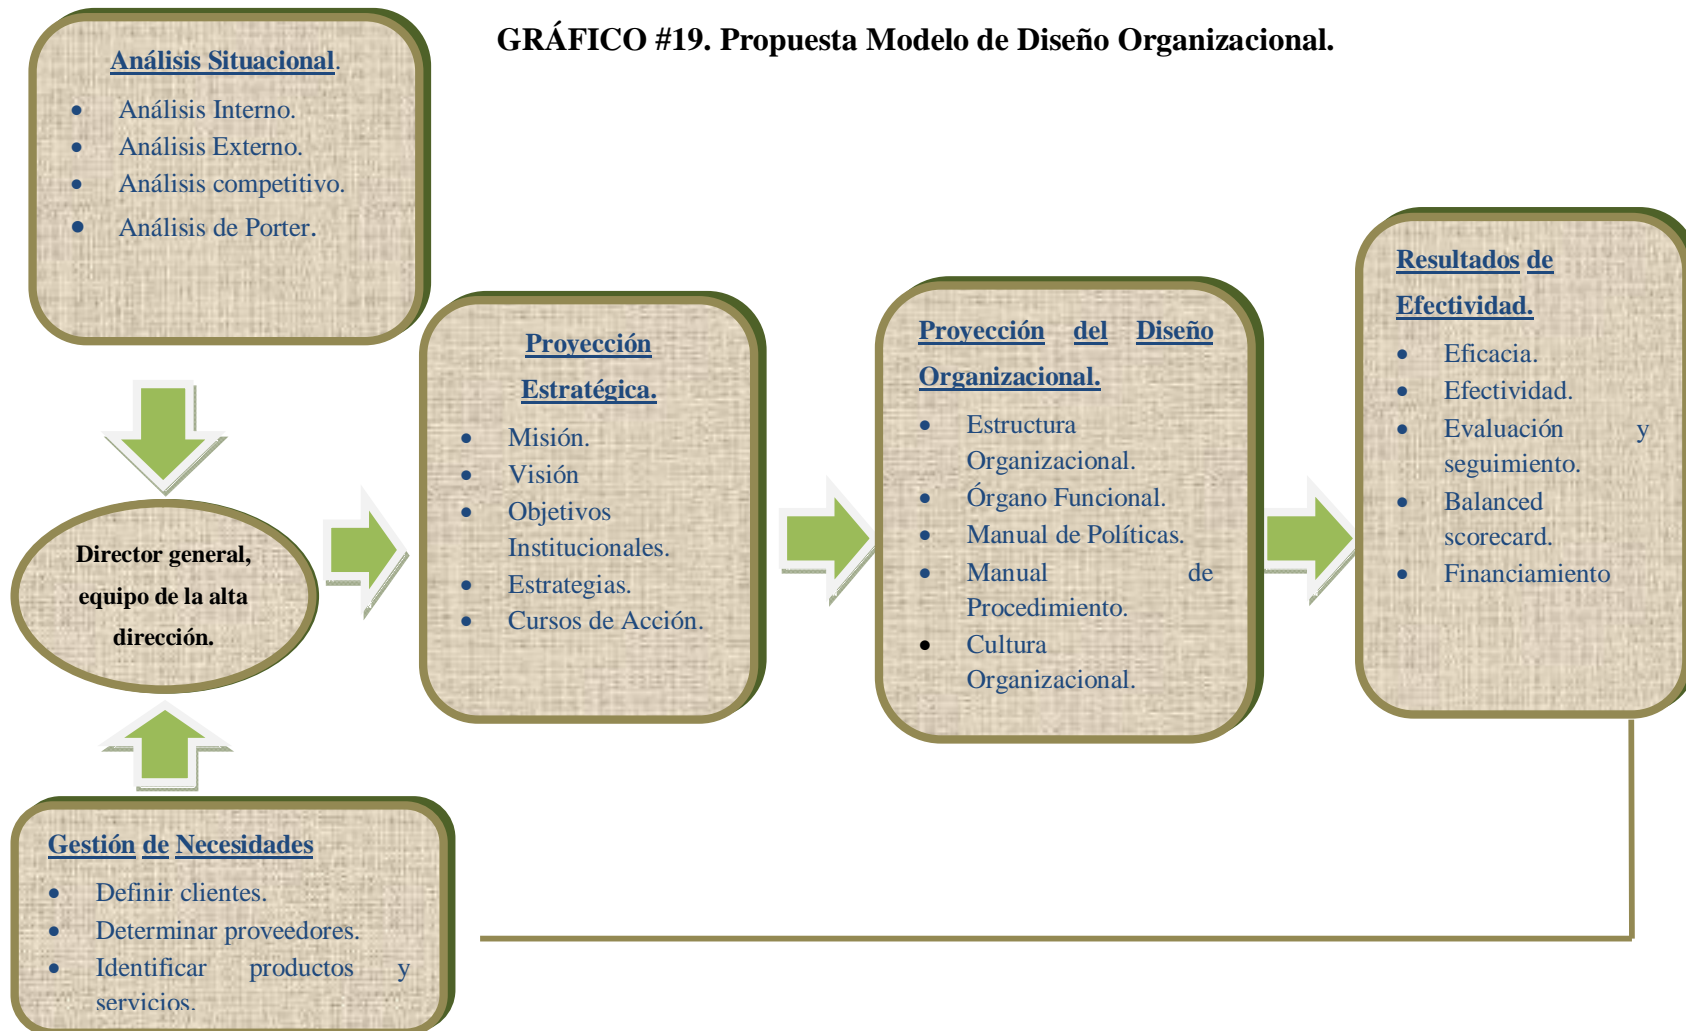 GRÁFICO #19. Propuesta Modelo de Diseño Organizacional.
Análisis Situacional.
• Análisis Interno.
• Análisis Externo.
• Análisis competitivo.
• Análisis de Porter.
Director general,
equipo de la alta
dirección.
Gestión de Necesidades
• Definir clientes.
• Determinar proveedores.
• Identificar productos y
servicios.
Proyección
Estratégica.
• Misión.
• Visión
• Objetivos
Institucionales.
• Estrategias.
• Cursos de Acción.
Proyección del Diseño
Organizacional.
• Estructura
Organizacional.
• Órgano Funcional.
• Manual de Políticas.
• Manual de
Procedimiento.
• Cultura
Organizacional.
Resultados de
Efectividad.
• Eficacia.
• Efectividad.
• Evaluación y
seguimiento.
• Balanced
scorecard.
• Financiamiento